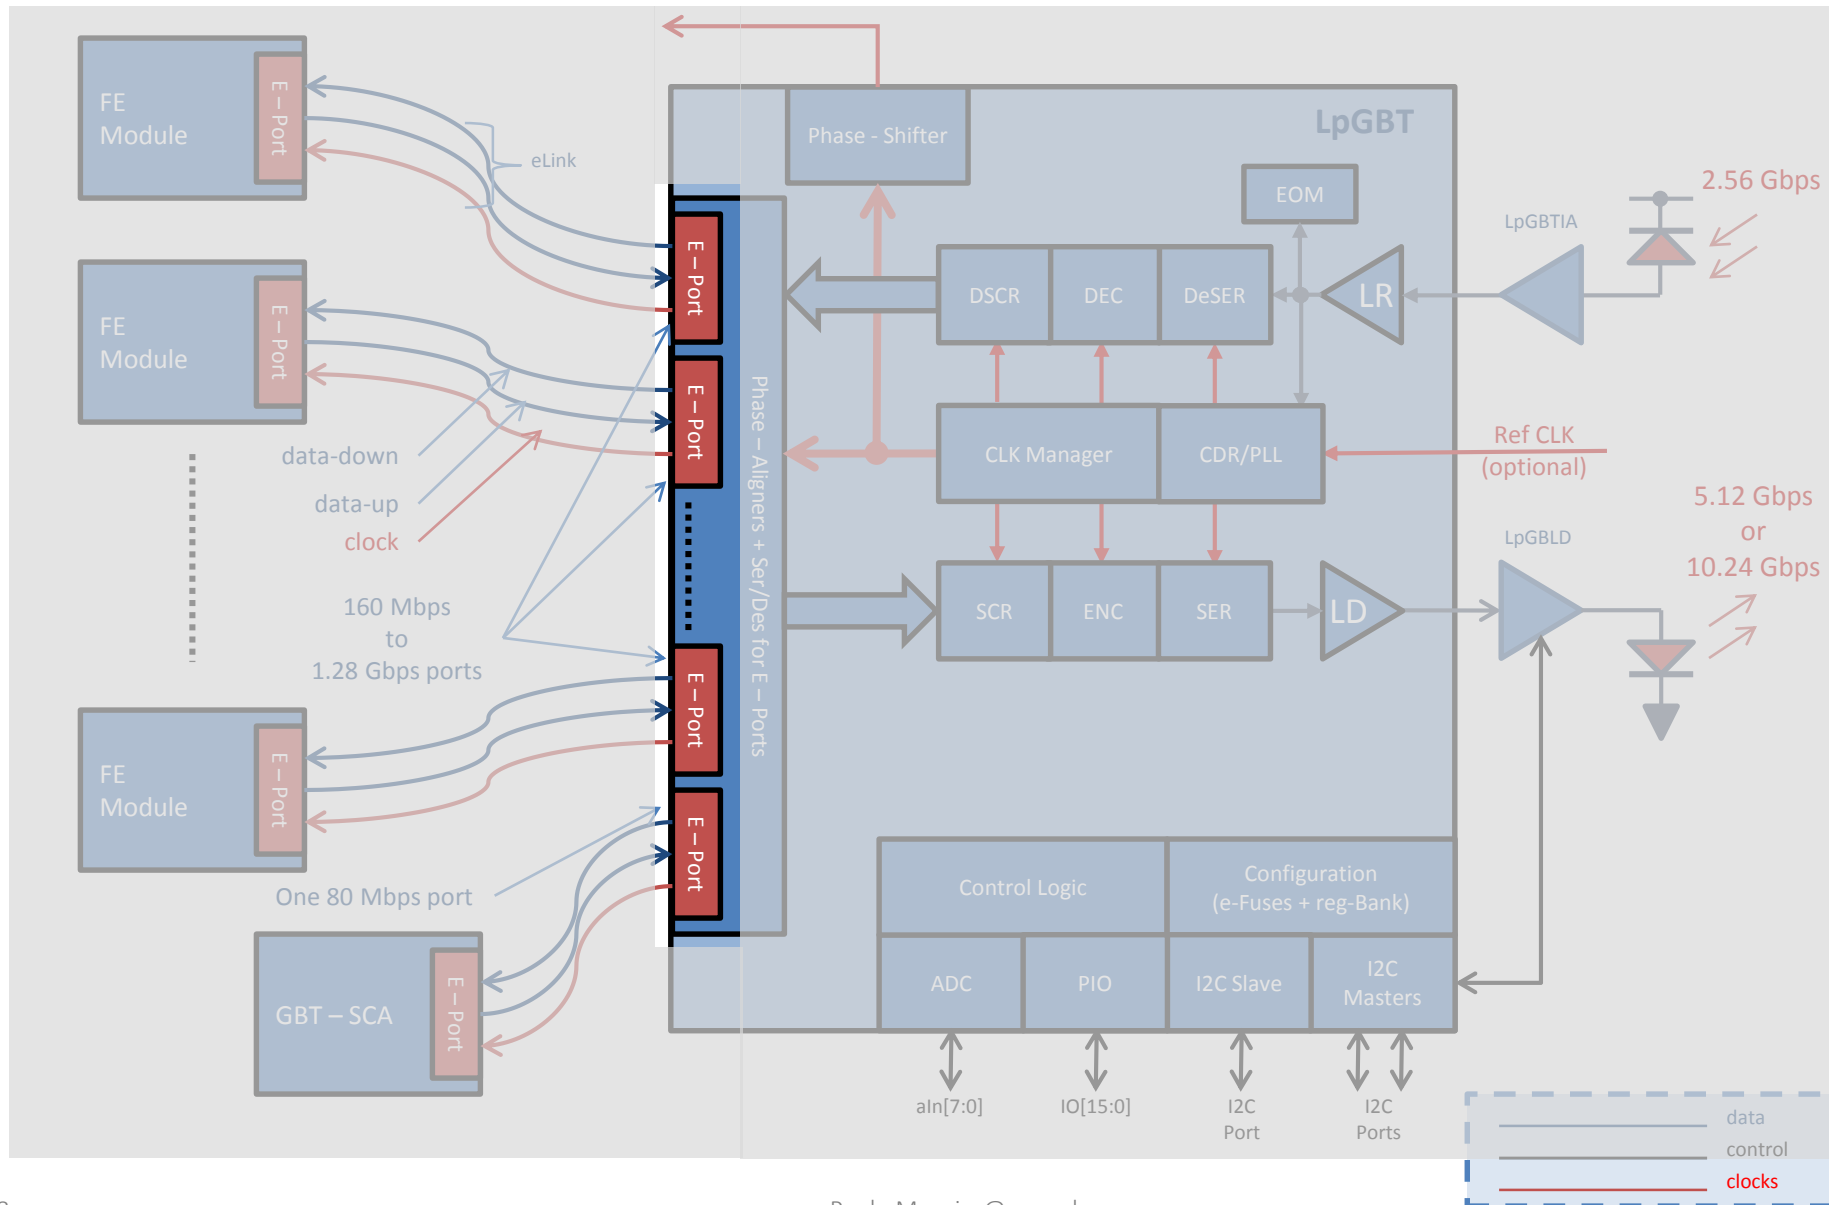 FE
Module
E – Port
FE
Module
E – Port
FE
Module
E – Port
GBT – SCA
E – Port
eLink
data-down
data-up
clock
160 Mbps
to
1.28 Gbps ports
One 80 Mbps port
E – Port
E – Port
E – Port
E – Port
Phase – Aligners + Ser/Des for E – Ports
Phase - Shifter
LpGBT
EOM
DSCR
DEC
DeSER
LR
LpGBTIA
2.56 Gbps
CLK Manager
CDR/PLL
Ref CLK
(optional)
5.12 Gbps
or
10.24 Gbps
LpGBLD
SCR
ENC
SER
LD
Control Logic
Configuration
(e-Fuses + reg-Bank)
ADC
PIO
I2C Slave
I2C
Masters
aIn[7:0]
IO[15:0]
I2C
Port
I2C
Ports
data
control
clocks